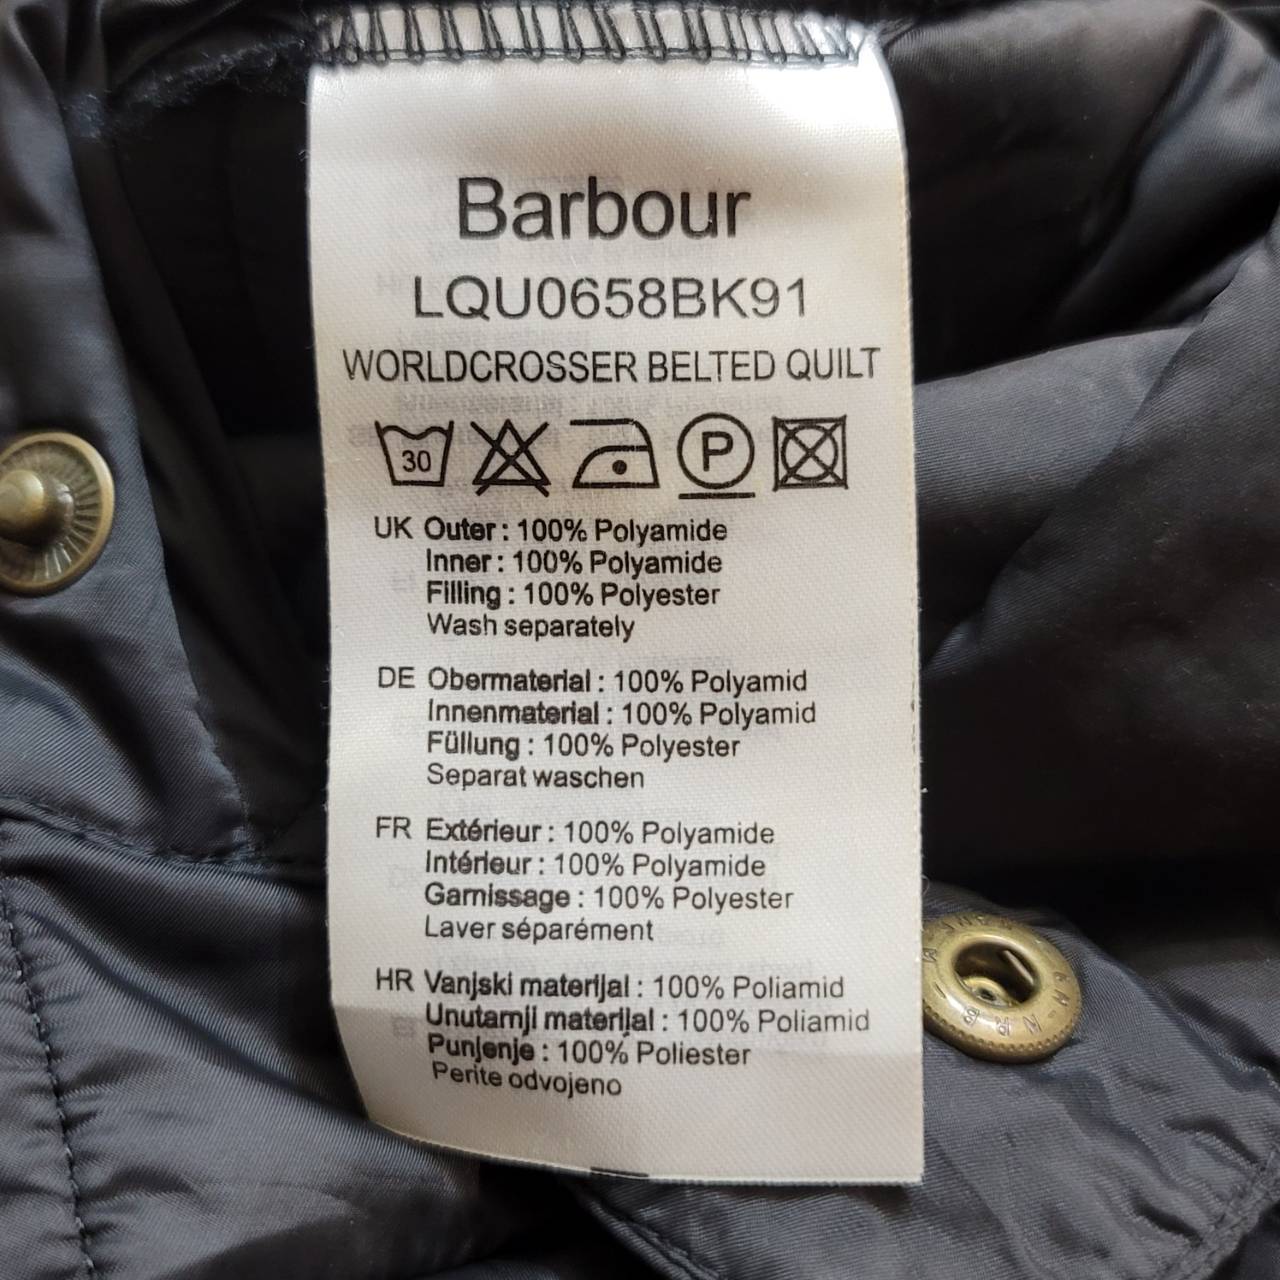 Barbour
LQU0658BK91
WORLDCROSSER BELTED QUILT
30 P
UK Outer : 100% Polyamide
Inner : 100% Polyamide
Filling : 100% Polyester
Wash separately
DE Obermaterial : 100% Polyamid
Innenmaterial : 100% Polyamid
Füllung : 100% Polyester
Separat waschen
FR Extérieur : 100% Polyamide
Intérieur : 100% Polyamide
Garnissage : 100% Polyester
Laver séparément
HR Vanjski materijal : 100% Poliamid
Unutarnji materijal : 100% Poliamid
Punjenje : 100% Poliester
Perite odvojeno